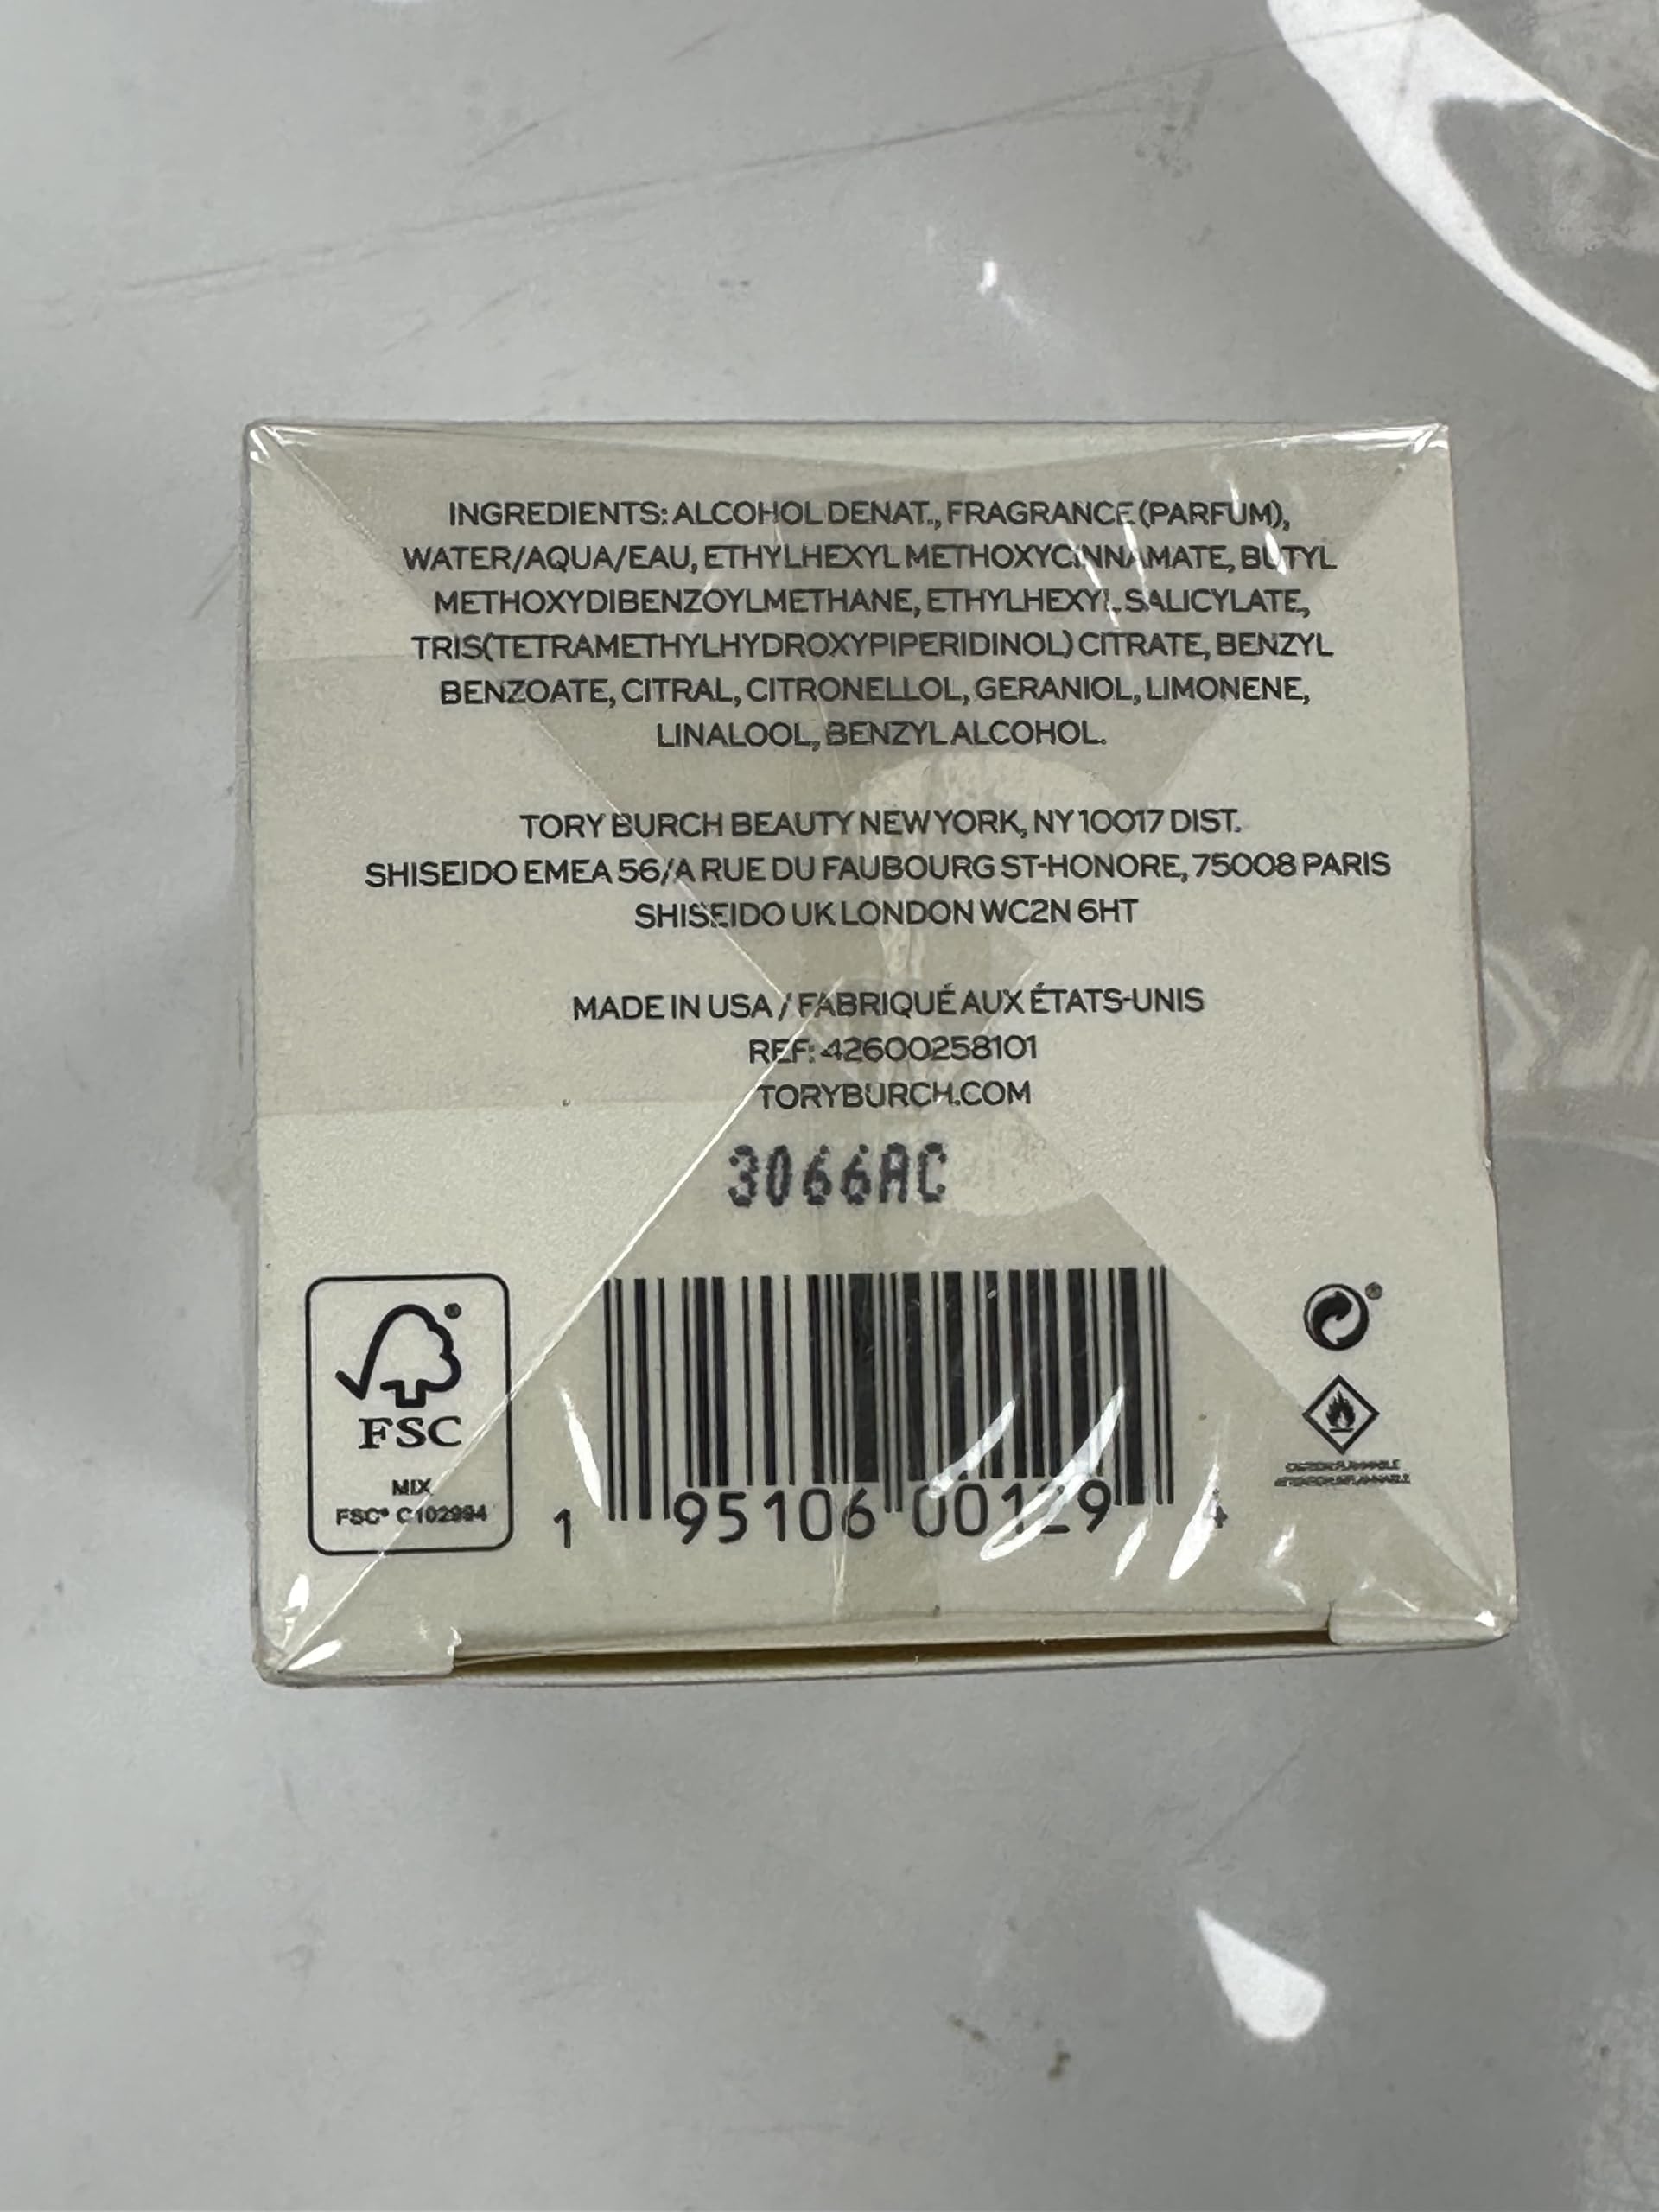 INGREDIENTS: ALCOHOL DENAT., FRAGRANCE (PARFUM),
WATER/AQUA/EAU, ETHYLHEXYL METHOXYCINNAMATE, BUTYL
METHOXYDIBENZOYLMETHANE, ETHYLHEXYL SALICYLATE,
TRIS(TETRAMETHYLHYDROXYPIPERIDINOL) CITRATE, BENZYL
BENZOATE, CITRAL, CITRONELLOL, GERANIOL, LIMONENE,
LINALOOL, BENZYL ALCOHOL.
TORY BURCH BEAUTY NEW YORK, NY 10017 DIST.
SHISEIDO EMEA 56/A RUE DU FAUBOURG ST-HONORE, 75008 PARIS
SHISEIDO UK LONDON WC2N 6HT
MADE IN USA / FABRIQUÉ AUX ÉTATS-UNIS
REF: 42600258101
TORYBURCH.COM
3066AC
FSC
MIX
FSC® C102994
1 95106 00129 4